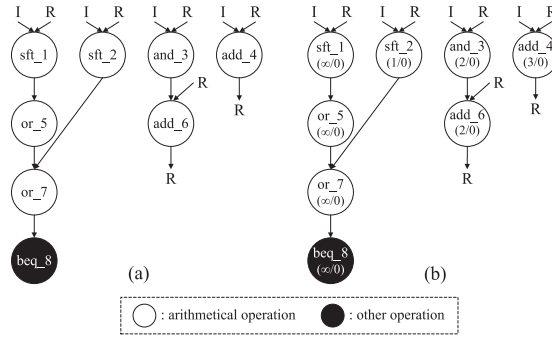 I R I R I R I R I R I R I R I R
sft_1 sft_2 and_3 add_4 sft_1 sft_2 and_3 add_4
(∞/0) (1/0) (2/0) (3/0)
R R
or_5 add_6 R or_5 add_6 R
(∞/0) (2/0)
or_7 R or_7 R
(∞/0)
beq_8 (a) beq_8 (b)
(∞/0)
: arithmetical operation : other operation